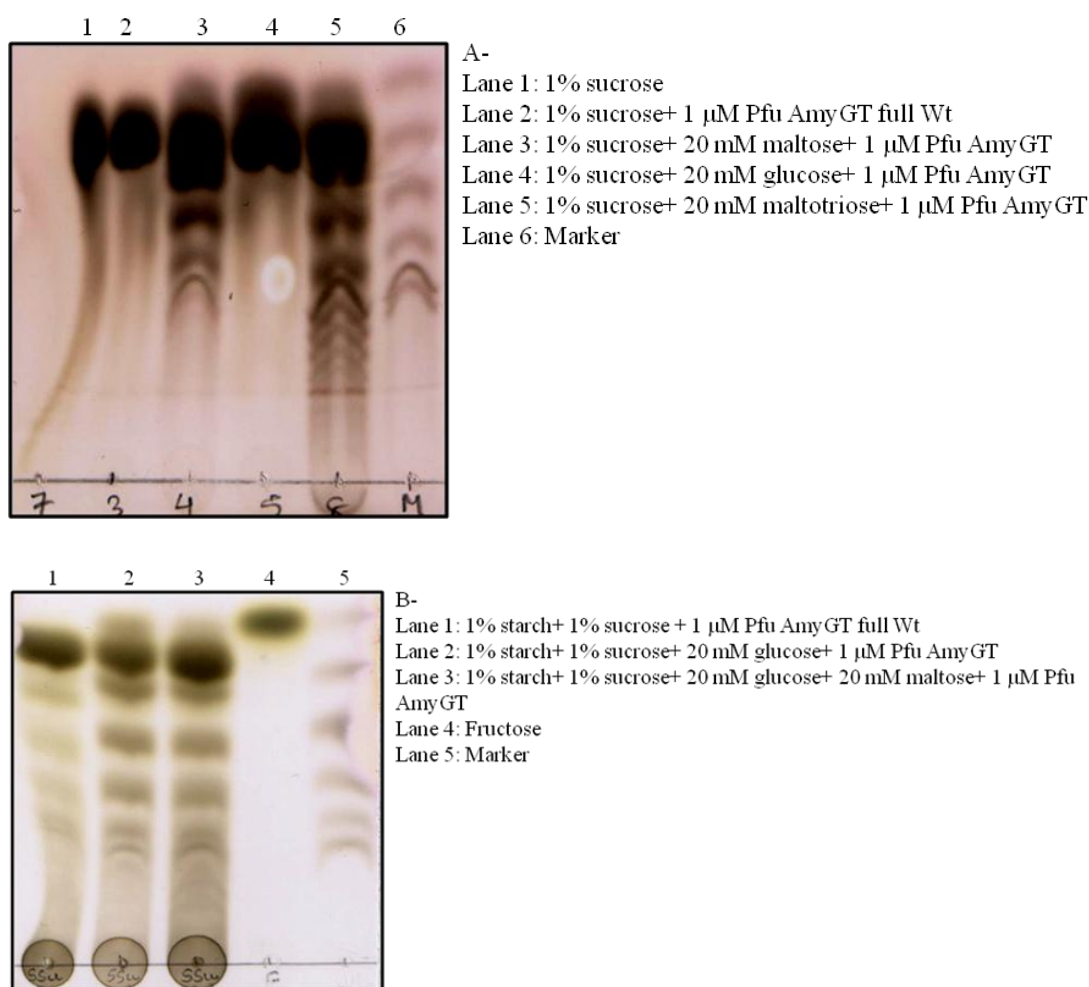 1 2 3 4 5 6
A-
Lane 1: 1% sucrose
Lane 2: 1% sucrose+ 1 μM Pfu AmyGT full Wt
Lane 3: 1% sucrose+ 20 mM maltose+ 1 μM Pfu AmyGT
Lane 4: 1% sucrose+ 20 mM glucose+ 1 μM Pfu AmyGT
Lane 5: 1% sucrose+ 20 mM maltotriose+ 1 μM Pfu AmyGT
Lane 6: Marker
7 3 4 5 8 M
1 2 3 4 5
B-
Lane 1: 1% starch+ 1% sucrose + 1 μM Pfu AmyGT full Wt
Lane 2: 1% starch+ 1% sucrose+ 20 mM glucose+ 1 μM Pfu AmyGT
Lane 3: 1% starch+ 1% sucrose+ 20 mM glucose+ 20 mM maltose+ 1 μM Pfu
AmyGT
Lane 4: Fructose
Lane 5: Marker
SSu SSu SSu F